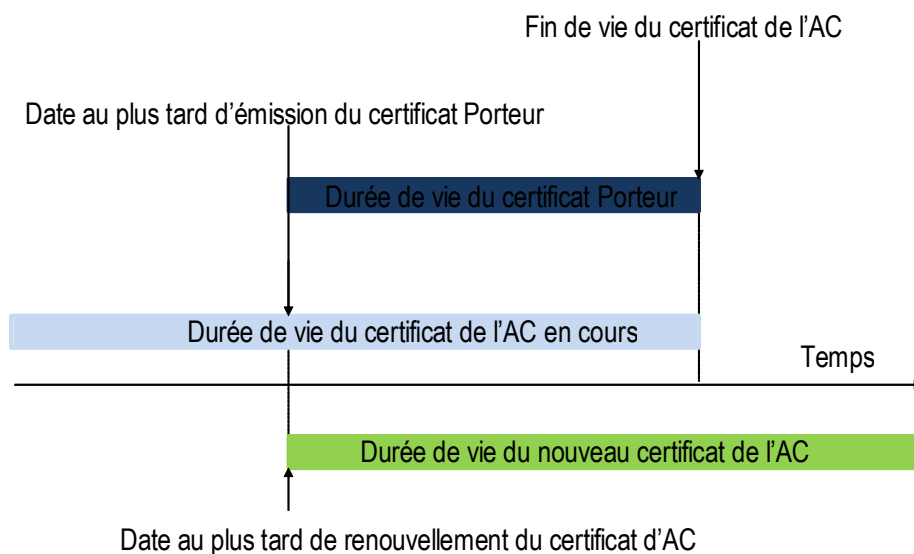 Fin de vie du certificat de l’AC
Date au plus tard d’émission du certificat Porteur
Durée de vie du certificat Porteur
Durée de vie du certificat de l’AC en cours
Temps
Durée de vie du nouveau certificat de l’AC
Date au plus tard de renouvellement du certificat d’AC